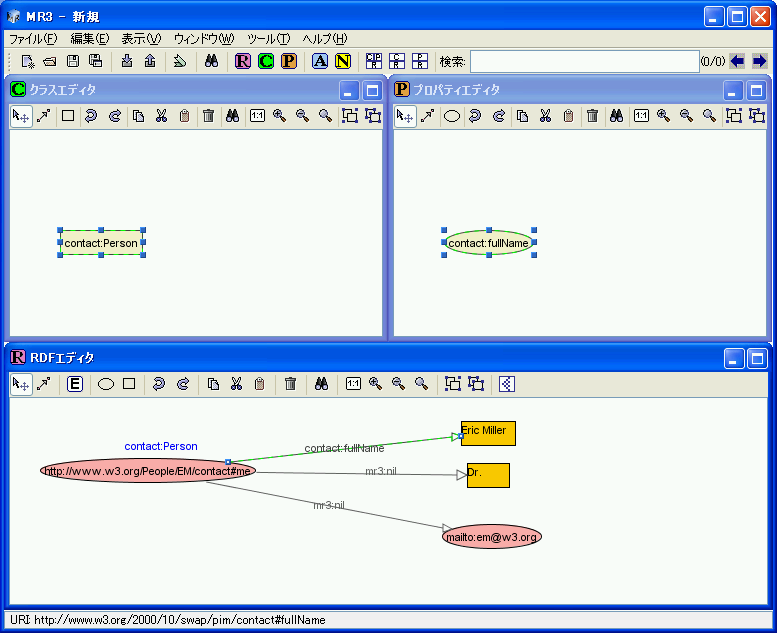 MR3 - 新規
ファイル(F) 編集(E) 表示(V) ウィンドウ(W) ツール(T) ヘルプ(H)
R C P A N C/P R C R P R 検索: (0/0)
C クラスエディタ
1:1
contact:Person
P プロパティエディタ
1:1
contact:fullName
R RDFエディタ
E 1:1
contact:Person
http://www.w3.org/People/EM/contact#me
contact:fullName
Eric Miller
mr3:nil
Dr.
mr3:nil
mailto:em@w3.org
URI: http://www.w3.org/2000/10/swap/pim/contact#fullName